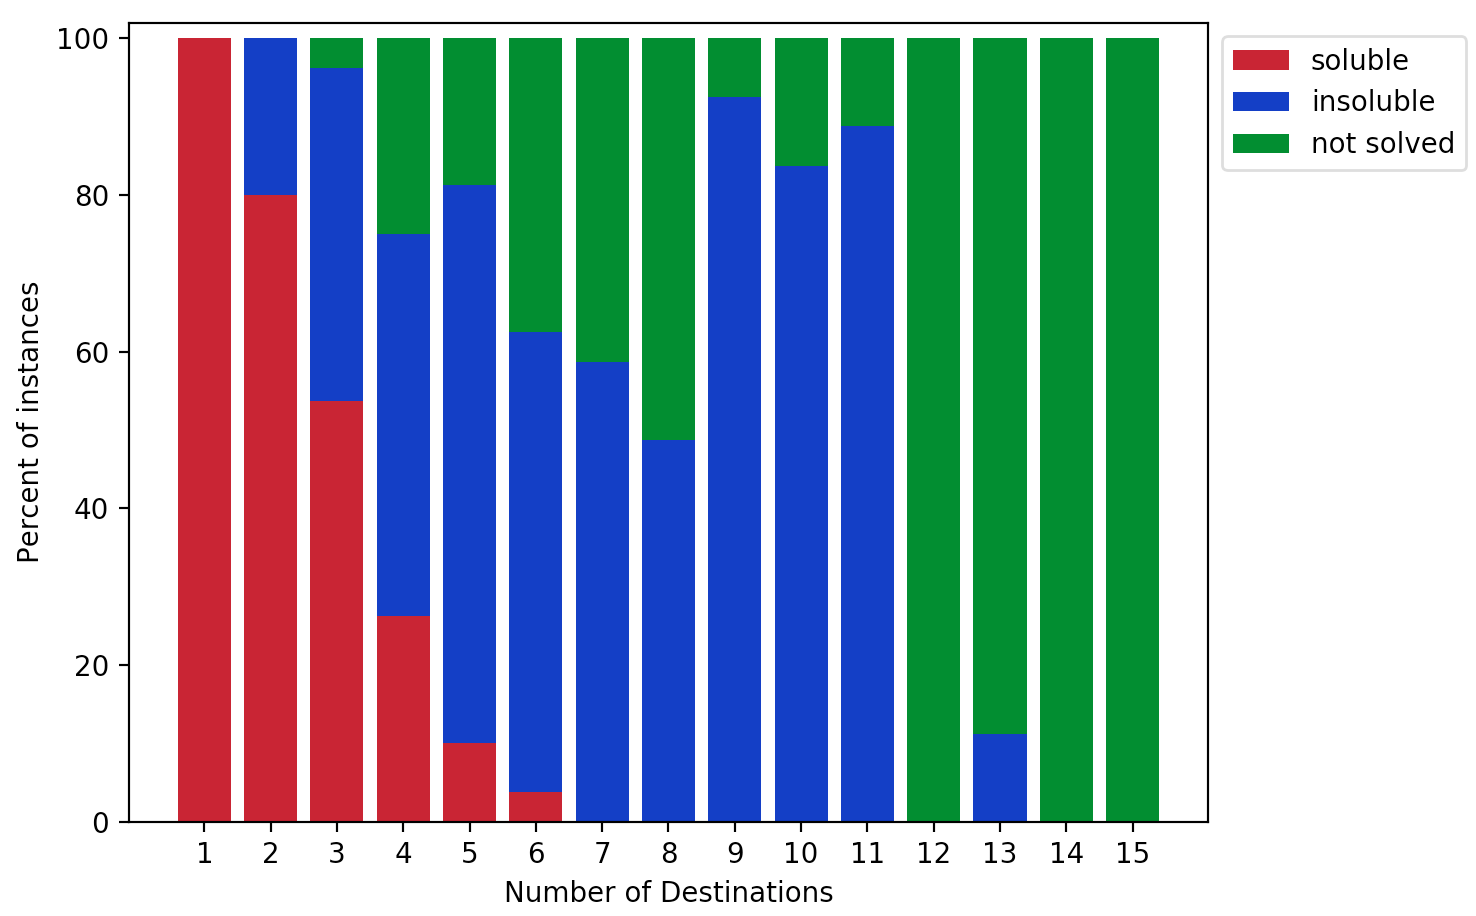 100
80
60
40
20
0
Percent of instances
1 2 3 4 5 6 7 8 9 10 11 12 13 14 15
Number of Destinations
soluble
insoluble
not solved